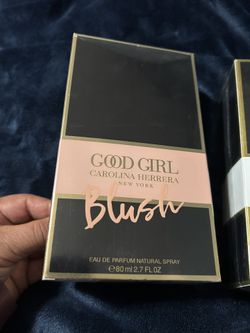 GOOD GIRL
CAROLINA HERRERA
NEW YORK
Blush
EAU DE PARFUM NATURAL SPRAY
℮80 ml 2.7 FL OZ